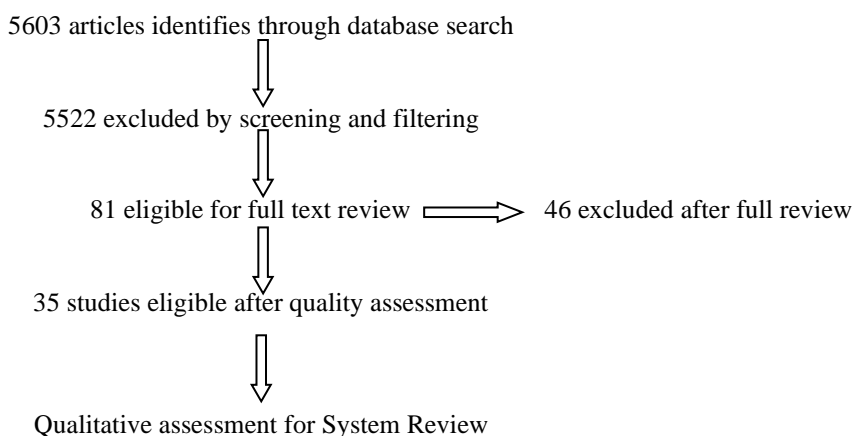 5603 articles identifies through database search
5522 excluded by screening and filtering
81 eligible for full text review
46 excluded after full review
35 studies eligible after quality assessment
Qualitative assessment for System Review